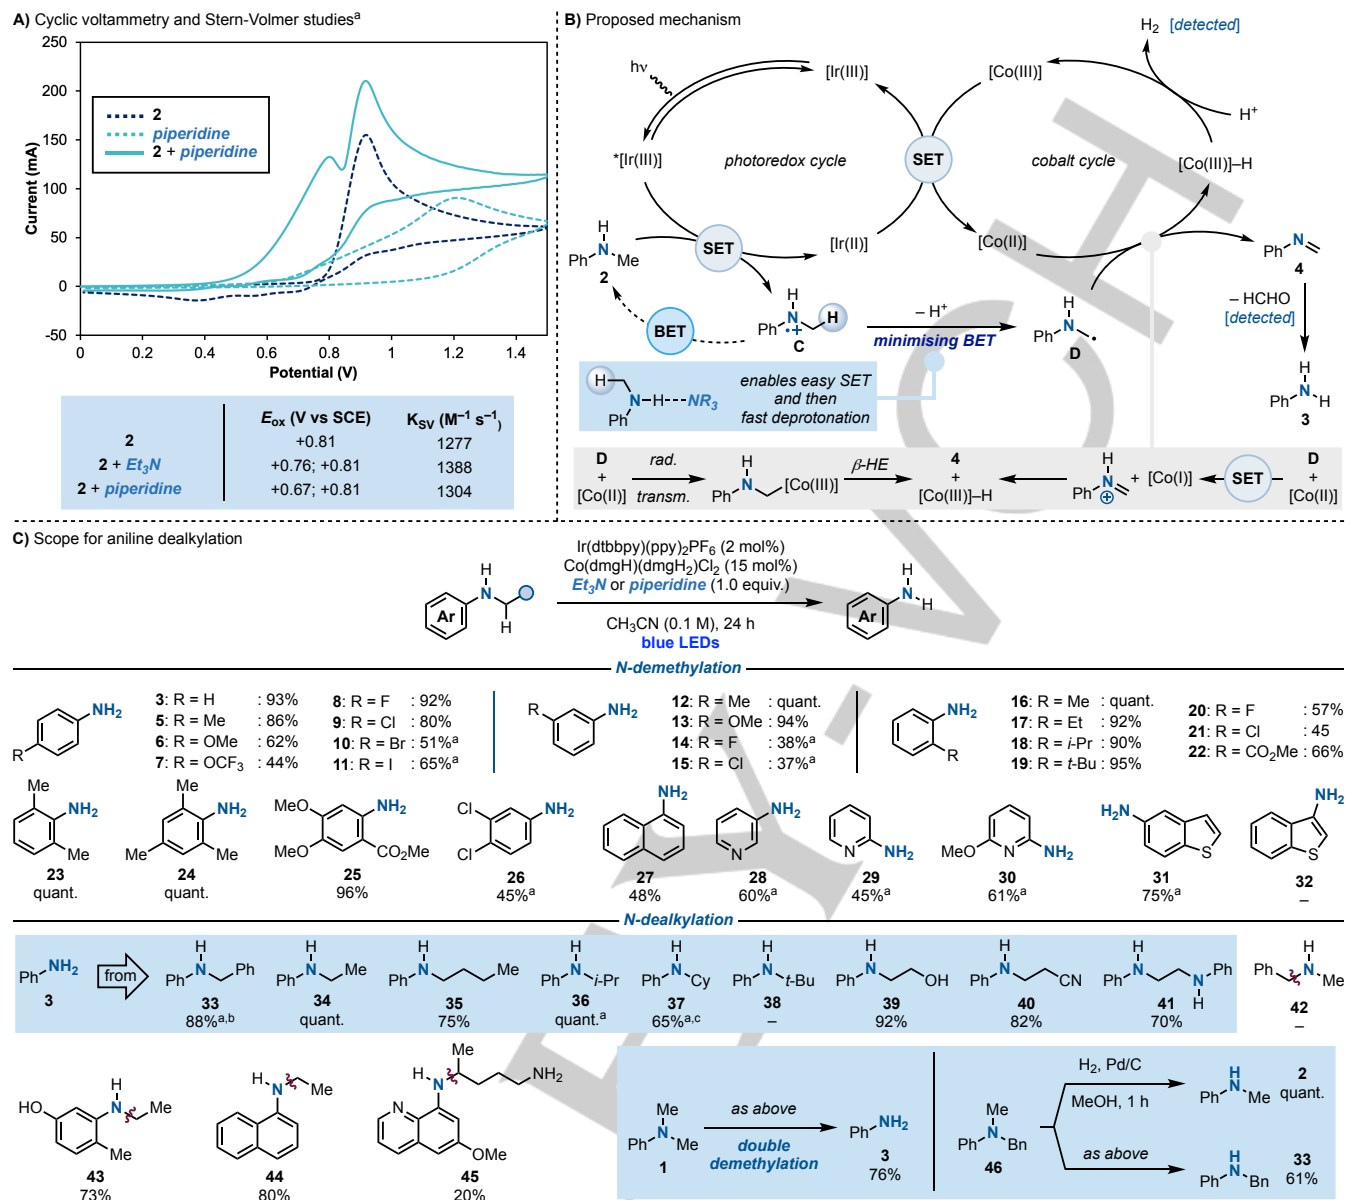 A) Cyclic voltammetry and Stern-Volmer studiesᵃ
200
150
100
50
0
-50
Current (mA)
2
piperidine
2 + piperidine
0 0.2 0.4 0.6 0.8 1 1.2 1.4
Potential (V)
Eox (V vs SCE) KSV (M⁻¹ s⁻¹)
2 +0.81 1277
2 + Et₃N +0.76; +0.81 1388
2 + piperidine +0.67; +0.81 1304
B) Proposed mechanism
H₂ [detected]
hν
[Ir(III)]
[Co(III)]
H⁺
*[Ir(III)]
photoredox cycle
SET
cobalt cycle
[Co(III)]–H
H
Ph N Me
2
SET
[Ir(II)]
[Co(II)]
Ph N
4
BET
H
Ph N H
C
– H⁺
minimising BET
H
Ph N
D
– HCHO
[detected]
H
Ph N H
3
H
N H NR₃
Ph
enables easy SET
and then
fast deprotonation
D
+
[Co(II)]
rad.
transm.
H
Ph N [Co(III)]
β-HE
4
+
[Co(III)]–H
H
Ph N
+ [Co(I)]
SET
D
+
[Co(II)]
C) Scope for aniline dealkylation
H
N
Ar
H
Ir(dtbbpy)(ppy)₂PF₆ (2 mol%)
Co(dmgH)(dmgH₂)Cl₂ (15 mol%)
Et₃N or piperidine (1.0 equiv.)
CH₃CN (0.1 M), 24 h
blue LEDs
H
N H
Ar
N-demethylation
NH₂
R
3: R = H : 93%
5: R = Me : 86%
6: R = OMe : 62%
7: R = OCF₃ : 44%
8: R = F : 92%
9: R = Cl : 80%
10: R = Br : 51%ᵃ
11: R = I : 65%ᵃ
R NH₂
12: R = Me : quant.
13: R = OMe : 94%
14: R = F : 38%ᵃ
15: R = Cl : 37%ᵃ
NH₂
R
16: R = Me : quant.
17: R = Et : 92%
18: R = i-Pr : 90%
19: R = t-Bu : 95%
20: R = F : 57%
21: R = Cl : 45
22: R = CO₂Me : 66%
Me
NH₂
Me
23
quant.
Me
NH₂
Me Me
24
quant.
MeO NH₂
MeO CO₂Me
25
96%
Cl NH₂
Cl
26
45%ᵃ
NH₂
27
48%
NH₂
N
28
60%ᵃ
N NH₂
29
45%ᵃ
MeO N NH₂
30
61%ᵃ
H₂N
S
31
75%ᵃ
NH₂
S
32
–
N-dealkylation
Ph NH₂
3
from
H
Ph N Ph
33
88%ᵃ,ᵇ
H
Ph N Me
34
quant.
H
Ph N Me
35
75%
H
Ph N i-Pr
36
quant.ᵃ
H
Ph N Cy
37
65%ᵃ,ᶜ
H
Ph N t-Bu
38
–
H
Ph N OH
39
92%
H
Ph N CN
40
82%
H
Ph N N Ph
H
41
70%
H
Ph N Me
42
–
H
HO N Me
Me
43
73%
H N Me
44
80%
Me
H N NH₂
N
OMe
45
20%
Me
Ph N Me
1
as above
double
demethylation
Ph NH₂
3
76%
Me
Ph N Bn
46
H₂, Pd/C
MeOH, 1 h
as above
H
Ph N Me
2
quant.
H
Ph N Bn
33
61%